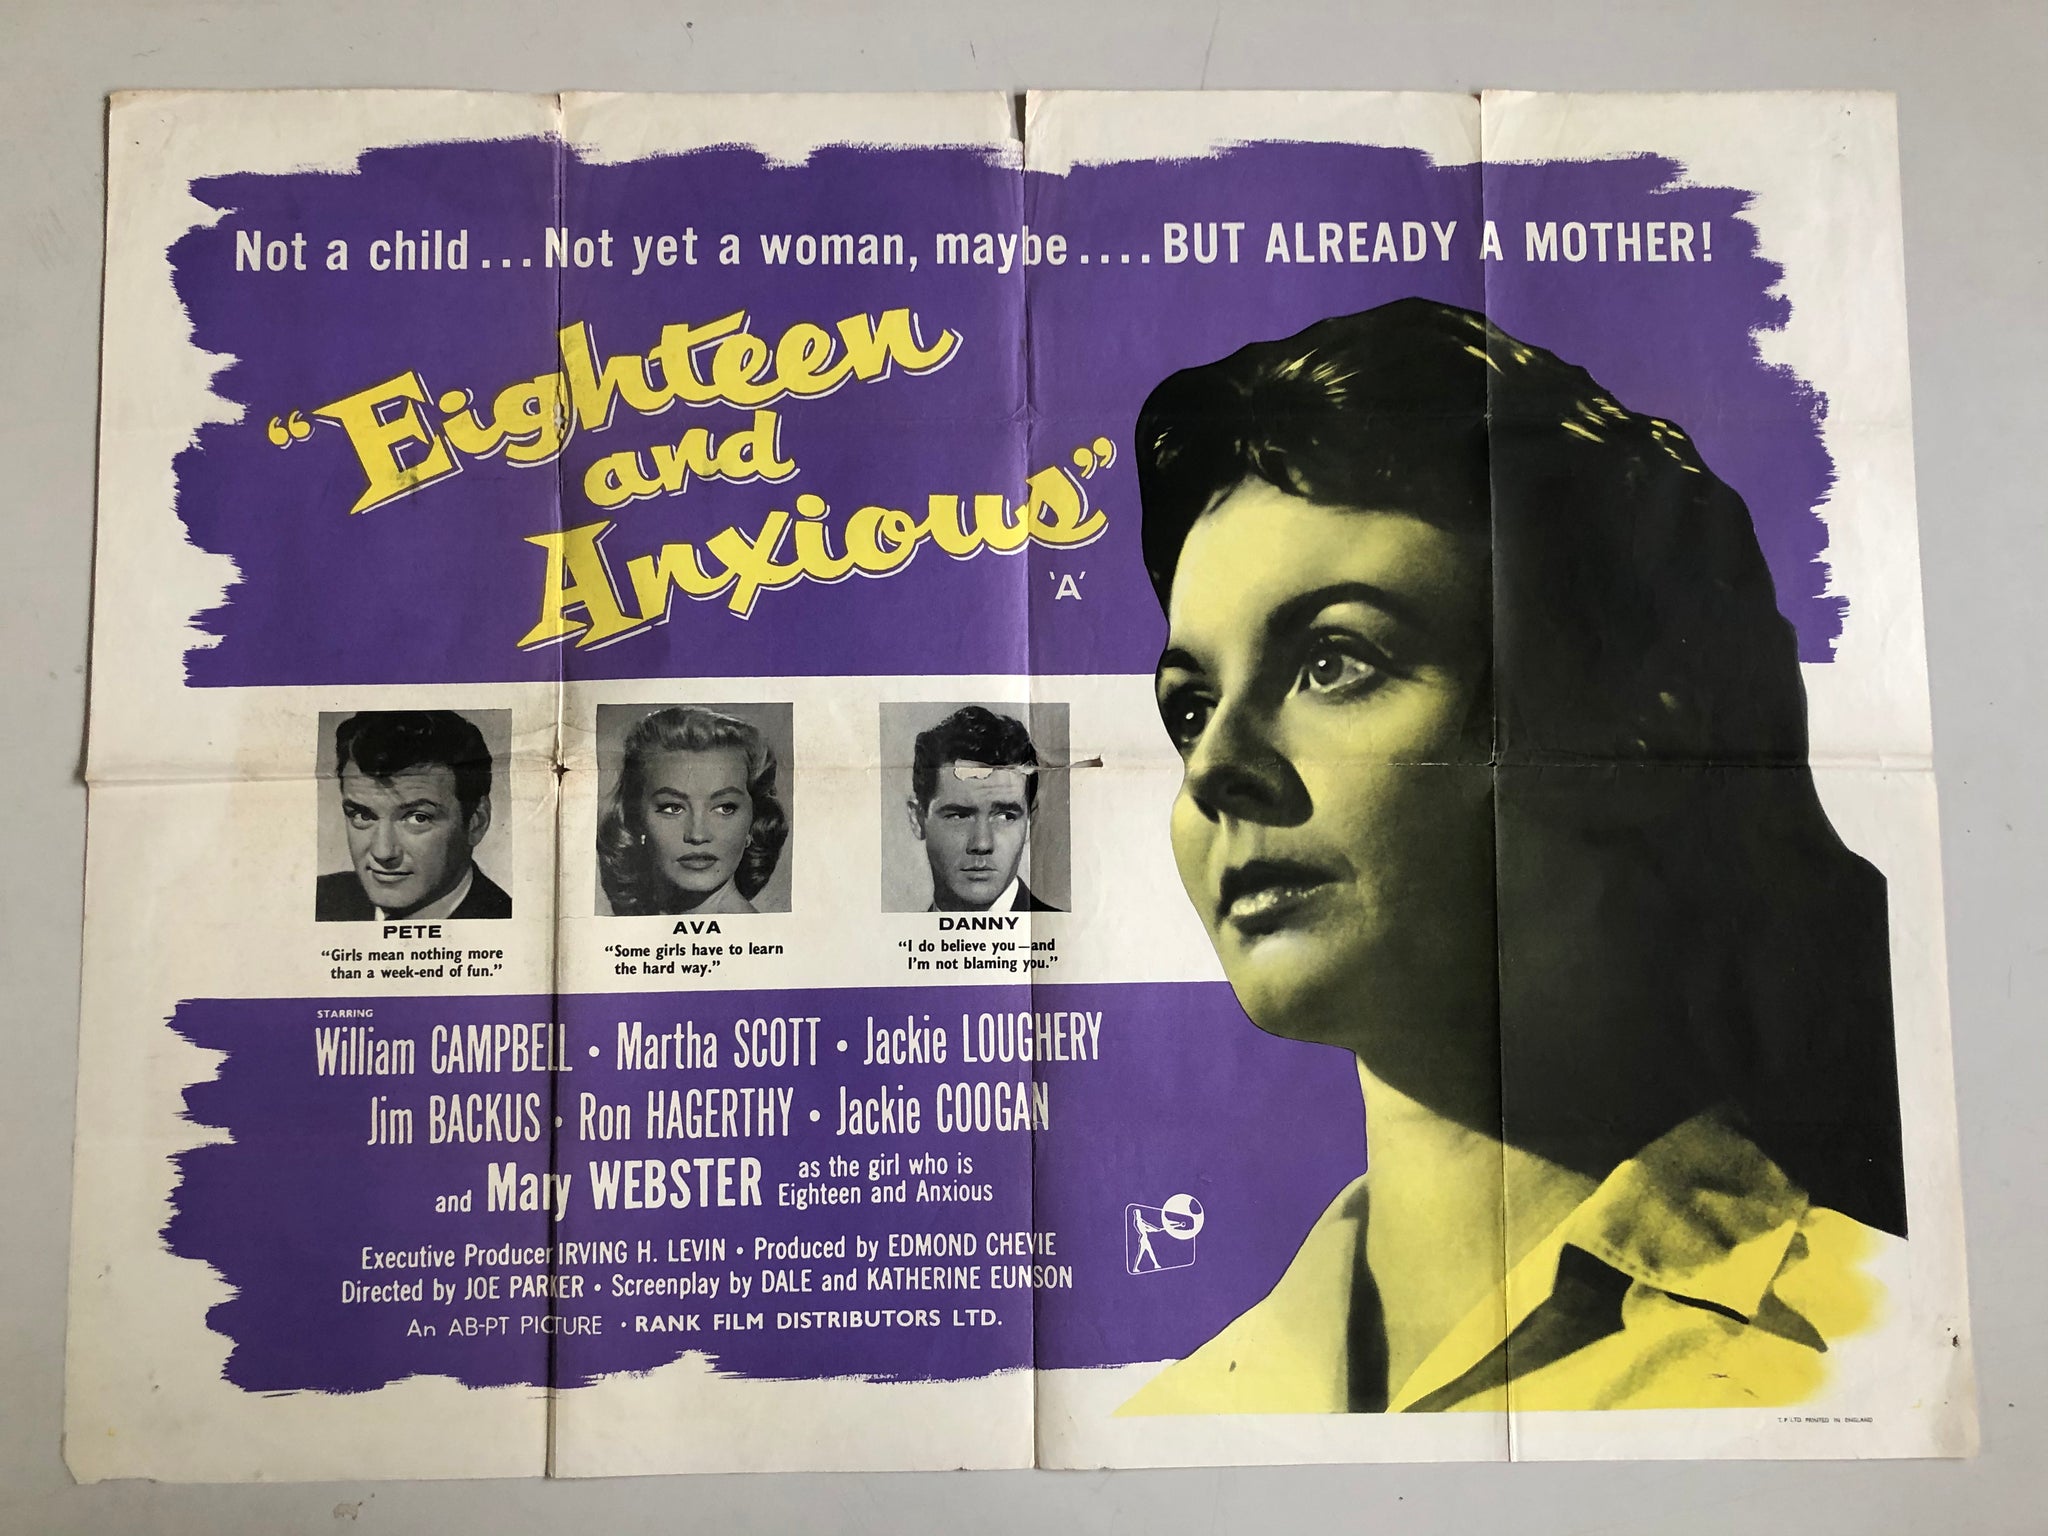 Not a child...Not yet a woman, maybe....BUT ALREADY A MOTHER!
“Eighteen
and
Anxious”
‘A’
PETE
“Girls mean nothing more
than a week-end of fun.”
AVA
“Some girls have to learn
the hard way.”
DANNY
“I do believe you—and
I'm not blaming you.”
STARRING
William CAMPBELL • Martha SCOTT • Jackie LOUGHERY
Jim BACKUS • Ron HAGERTHY • Jackie COOGAN
and Mary WEBSTER as the girl who is
Eighteen and Anxious
Executive Producer IRVING H. LEVIN • Produced by EDMOND CHEVIE
Directed by JOE PARKER • Screenplay by DALE and KATHERINE EUNSON
An AB-PT PICTURE • RANK FILM DISTRIBUTORS LTD.
T. P LTD PRINTED IN ENGLAND